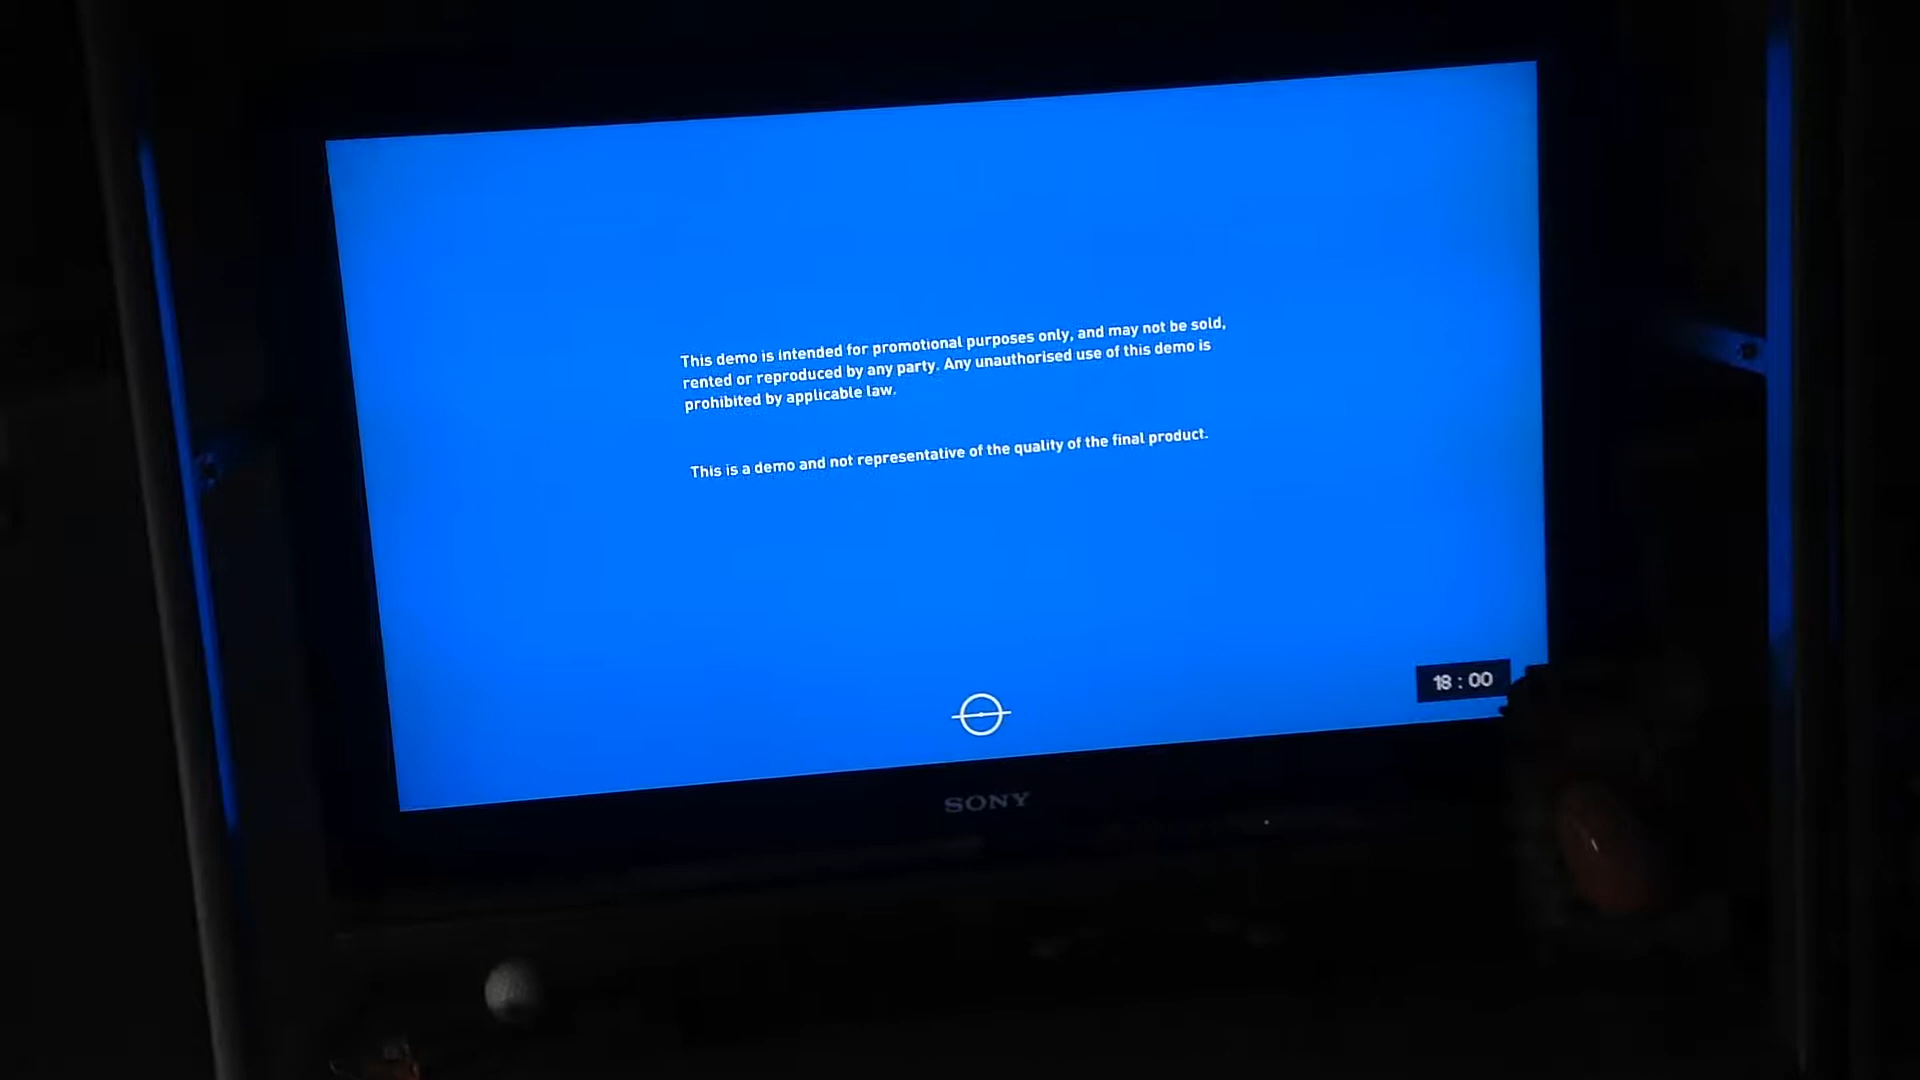 This demo is intended for promotional purposes only, and may not be sold,
rented or reproduced by any party. Any unauthorised use of this demo is
prohibited by applicable law.
This is a demo and not representative of the quality of the final product.
18 : 00
SONY